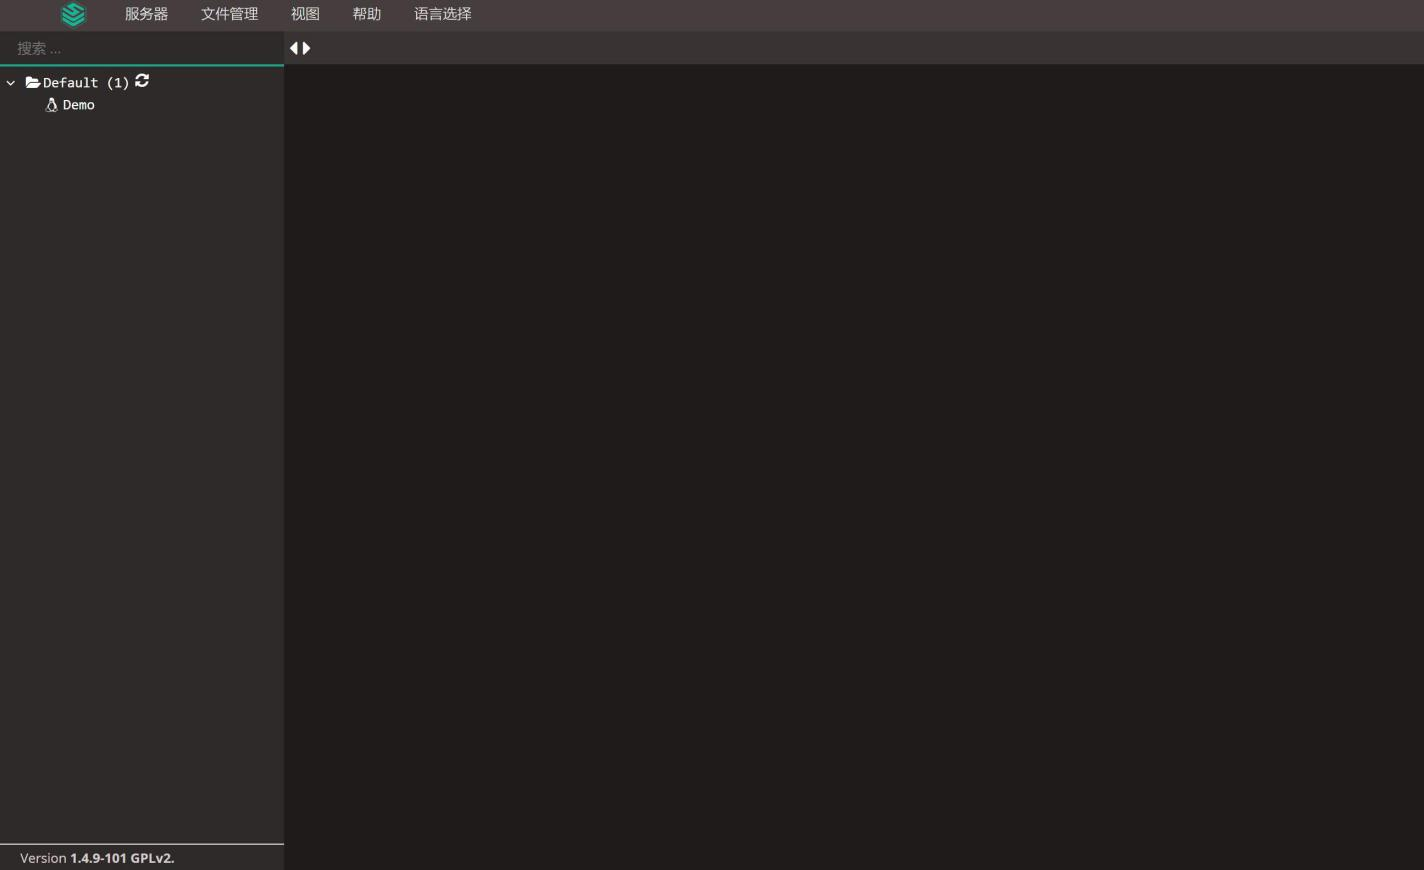 服务器 文件管理 视图 帮助 语言选择
搜索 ...
Default (1)
Demo
Version 1.4.9-101 GPLv2.